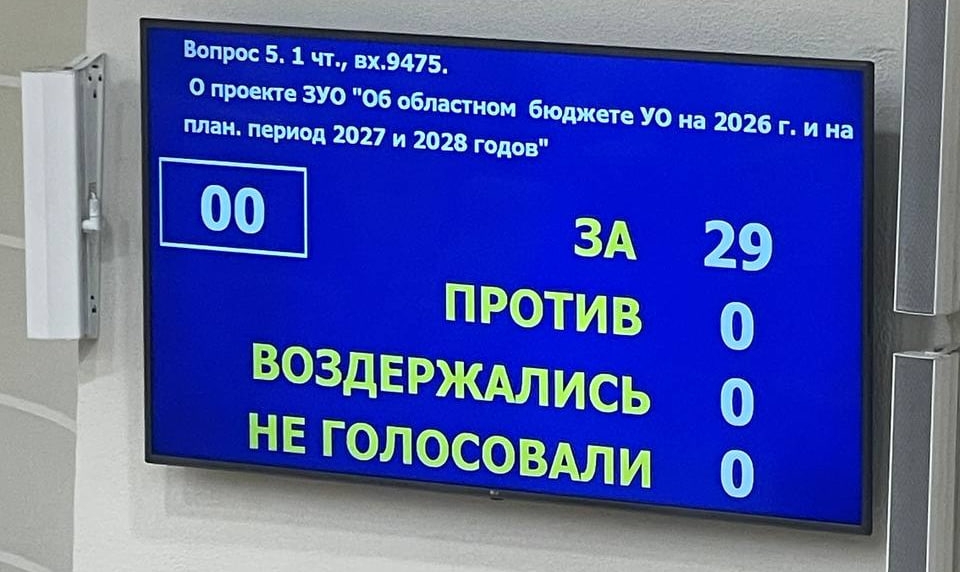 Вопрос 5. 1 чт., вх.9475.
О проекте ЗУО "Об областном бюджете УО на 2026 г. и на
план. период 2027 и 2028 годов"
00
ЗА 29
ПРОТИВ 0
ВОЗДЕРЖАЛИСЬ 0
НЕ ГОЛОСОВАЛИ 0